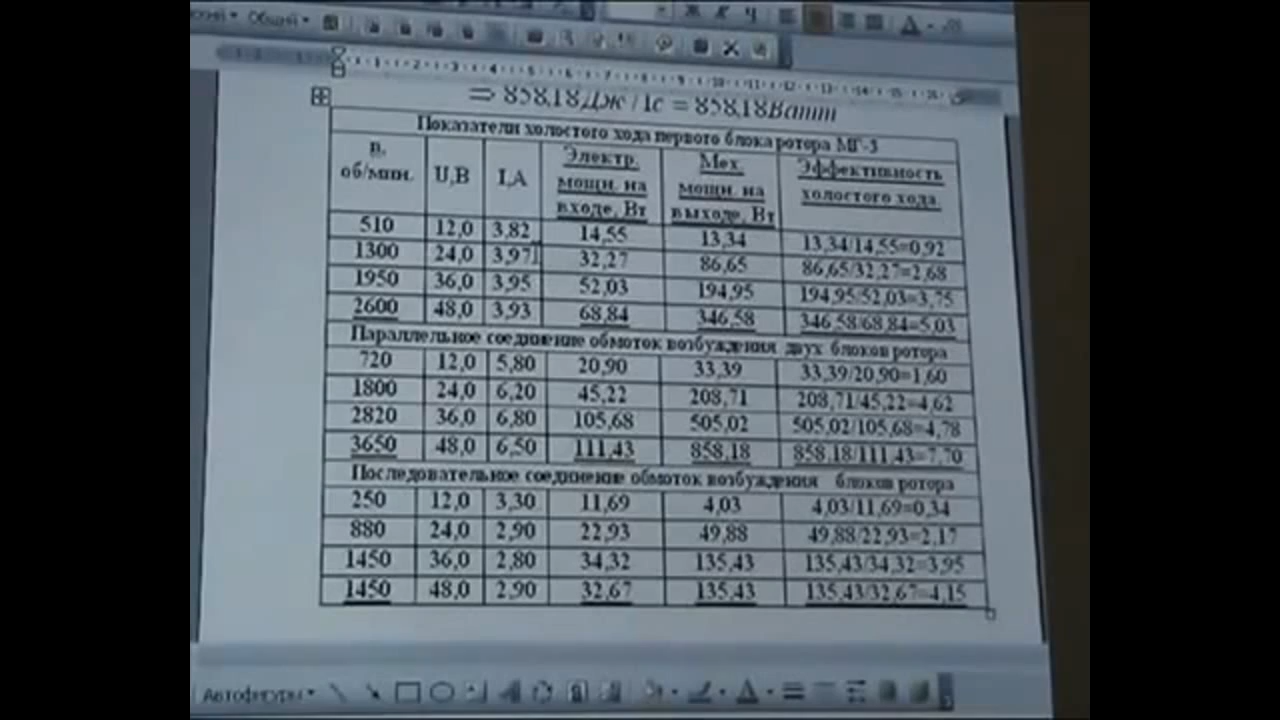 Общий
⇒ 858,18Дж / 1с = 858,18Ватт
Показатели холостого хода первого блока ротора МГ-3
n, об/мин. U,B I,A Электр. мощн. на входе, Вт Мех. мощн. на выходе, Вт Эффективность холостого хода.
510 12,0 3,82 14,55 13,34 13,34/14,55=0,92
1300 24,0 3,97 32,27 86,65 86,65/32,27=2,68
1950 36,0 3,95 52,03 194,95 194,95/52,03=3,75
2600 48,0 3,93 68,84 346,58 346,58/68,84=5,03
Параллельное соединение обмоток возбуждения двух блоков ротора
720 12,0 5,80 20,90 33,39 33,39/20,90=1,60
1800 24,0 6,20 45,22 208,71 208,71/45,22=4,62
2820 36,0 6,80 105,68 505,02 505,02/105,68=4,78
3650 48,0 6,50 111,43 858,18 858,18/111,43=7,70
Последовательное соединение обмоток возбуждения блоков ротора
250 12,0 3,30 11,69 4,03 4,03/11,69=0,34
880 24,0 2,90 22,93 49,88 49,88/22,93=2,17
1450 36,0 2,80 34,32 135,43 135,43/34,32=3,95
1450 48,0 2,90 32,67 135,43 135,43/32,67=4,15
Автофигуры